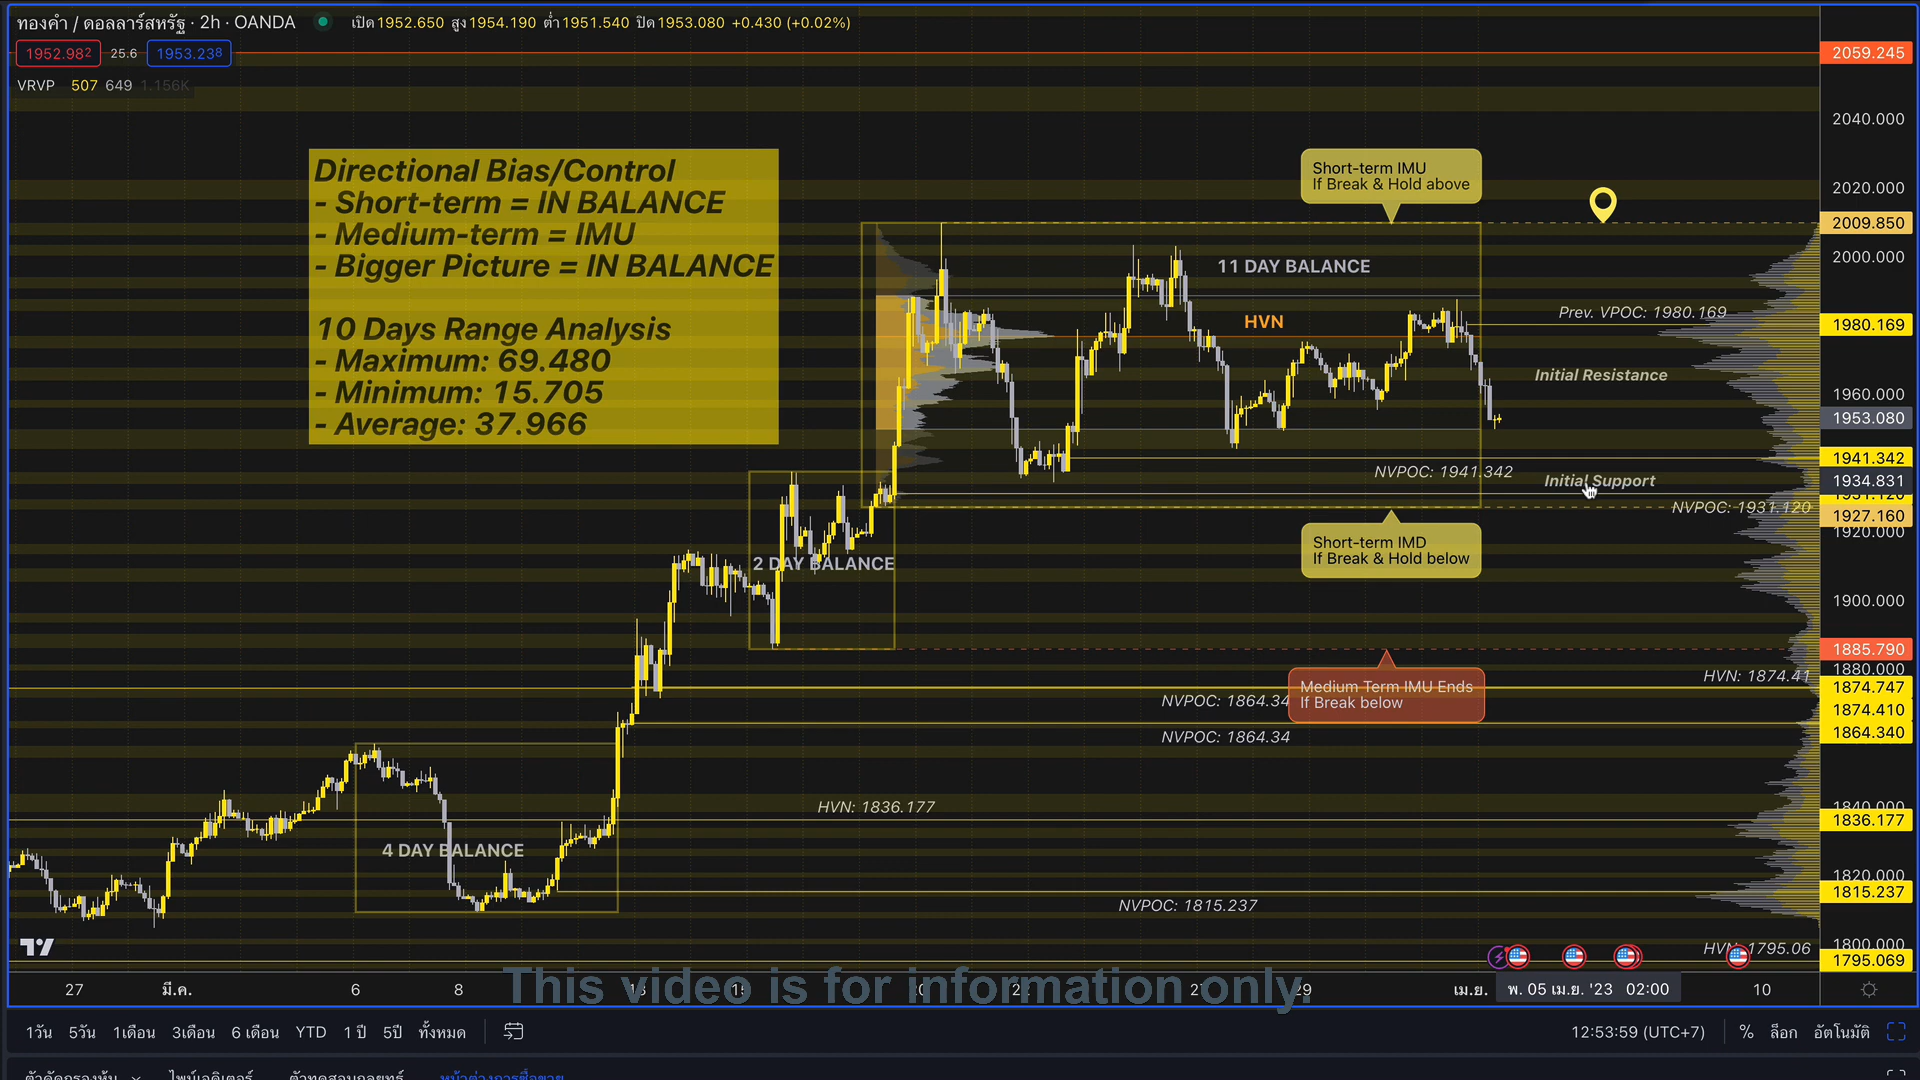 ทองคำ / ดอลลาร์สหรัฐ · 2h · OANDA เปิด1952.650 สูง1954.190 ต่ำ1951.540 ปิด1953.080 +0.430 (+0.02%)
1952.982 25.6 1953.238
VRVP 507 649 1.156K
Directional Bias/Control
- Short-term = IN BALANCE
- Medium-term = IMU
- Bigger Picture = IN BALANCE
10 Days Range Analysis
- Maximum: 69.480
- Minimum: 15.705
- Average: 37.966
Short-term IMU
If Break & Hold above
11 DAY BALANCE
HVN
Prev. VPOC: 1980.169
Initial Resistance
NVPOC: 1941.342
Initial Support
NVPOC: 1931.120
Short-term IMD
If Break & Hold below
2 DAY BALANCE
HVN: 1874.41
Medium Term IMU Ends
If Break below
NVPOC: 1864.34
NVPOC: 1864.34
HVN: 1836.177
4 DAY BALANCE
NVPOC: 1815.237
HVN: 1795.06
2059.245
2040.000
2020.000
2009.850
2000.000
1980.169
1960.000
1953.080
1941.342
1934.831
1931.120
1927.160
1920.000
1900.000
1885.790
1880.000
1874.747
1874.410
1864.340
1840.000
1836.177
1820.000
1815.237
1800.000
1795.069
27 มี.ค. 6 8 15 27 29 เม.ย. พ. 05 เม.ย. '23 02:00 10
This video is for information only.
1วัน 5วัน 1เดือน 3เดือน 6 เดือน YTD 1 ปี 5ปี ทั้งหมด 12:53:59 (UTC+7) % ล็อก อัตโนมัติ